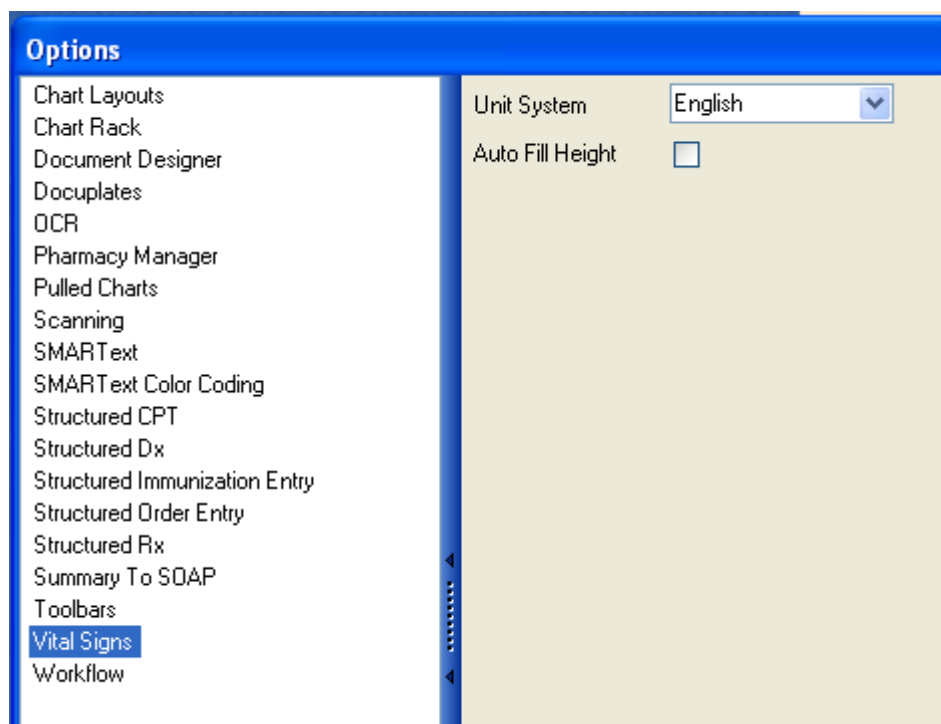 Options
Chart Layouts
Chart Rack
Document Designer
Docuplates
OCR
Pharmacy Manager
Pulled Charts
Scanning
SMARText
SMARText Color Coding
Structured CPT
Structured Dx
Structured Immunization Entry
Structured Order Entry
Structured Rx
Summary To SOAP
Toolbars
Vital Signs
Workflow
Unit System English
Auto Fill Height